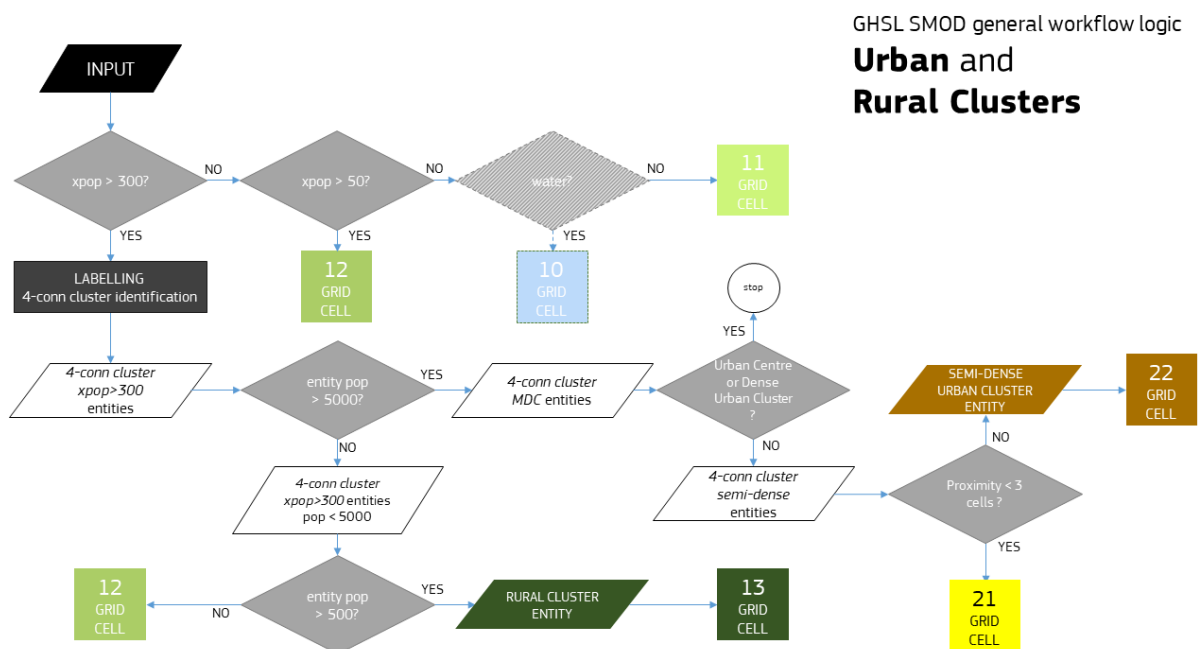 GHSL SMOD general workflow logic
Urban and
Rural Clusters
INPUT
xpop > 300?
NO
xpop > 50?
NO
water?
NO
11
GRID
CELL
YES
YES
YES
LABELLING
4-conn cluster identification
12
GRID
CELL
10
GRID
CELL
stop
YES
4-conn cluster
xpop>300
entities
entity pop
> 5000?
YES
4-conn cluster
MDC entities
Urban Centre
or Dense
Urban Cluster
?
SEMI-DENSE
URBAN CLUSTER
ENTITY
22
GRID
CELL
NO
NO
NO
4-conn cluster
xpop>300 entities
pop < 5000
4-conn cluster
semi-dense
entities
Proximity < 3
cells ?
YES
12
GRID
CELL
NO
entity pop
> 500?
YES
RURAL CLUSTER
ENTITY
13
GRID
CELL
21
GRID
CELL